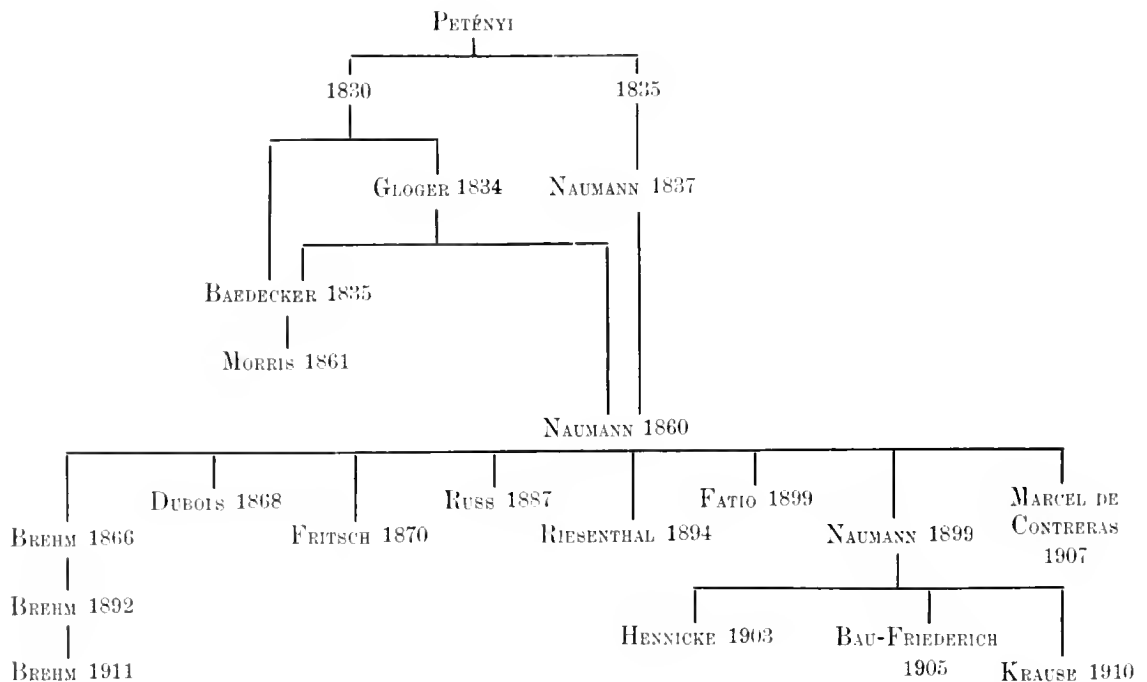 PETÉNYI
1830 1835
GLOGER 1834 NAUMANN 1837
BAEDECKER 1835
MORRIS 1861
NAUMANN 1860
DUBOIS 1868 RUSS 1887 FATIO 1899 MARCEL DE
BREHM 1866 FRITSCH 1870 RIESENTHAL 1894 NAUMANN 1899 CONTRERAS
1907
BREHM 1892
HENNICKE 1903 BAU-FRIEDERICH
BREHM 1911 1905 KRAUSE 1910